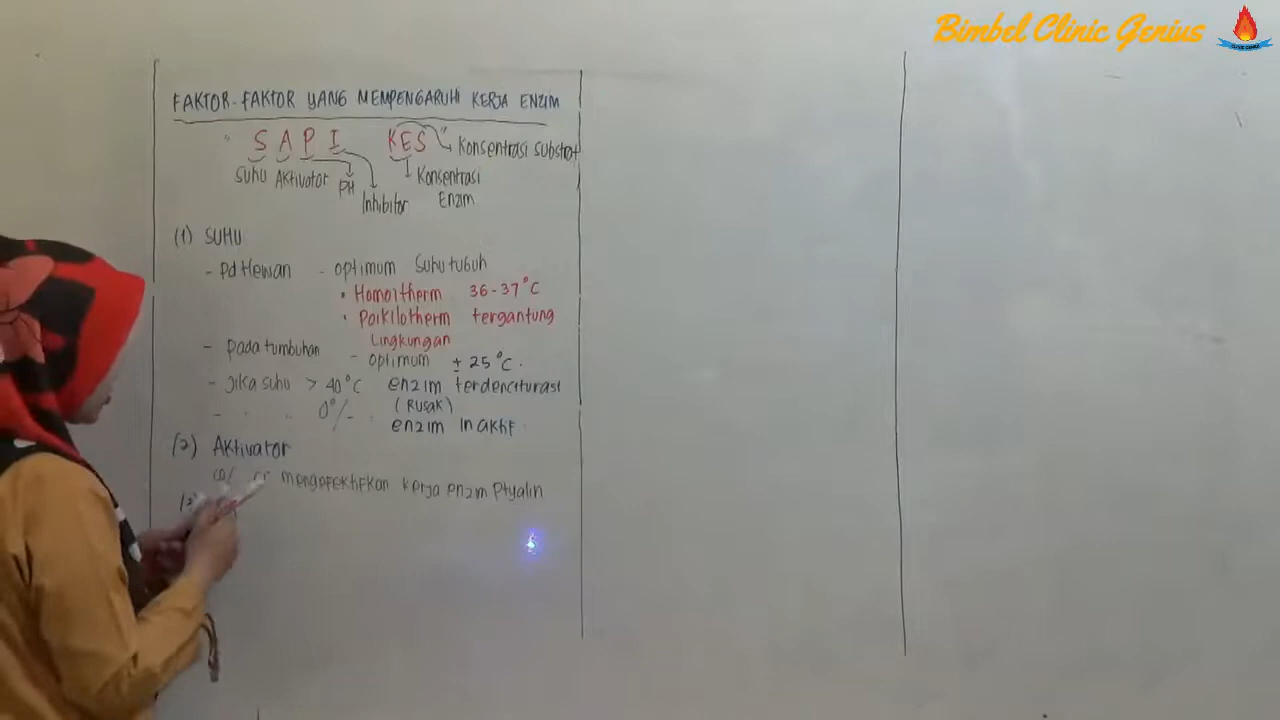 Bimbel Clinic Genius
CLINIC GENIUS
FAKTOR-FAKTOR YANG MEMPENGARUHI KERJA ENZIM
" S A P I KES "
Konsentrasi Substrat
Suhu Aktivator PH Konsentrasi
Inhibitor Enzim
(1) SUHU
- Pd Hewan - optimum Suhu tubuh
• Homoitherm 36-37°C
• Poikilotherm tergantung
Lingkungan
- Pada tumbuhan - optimum ± 25°C.
- Jika suhu > 40°C enzim terdenaturasi
(Rusak)
- " " 0°/-
enzim inaktif
(2) Aktivator
mengefektifkan kerja enzim Ptyalin